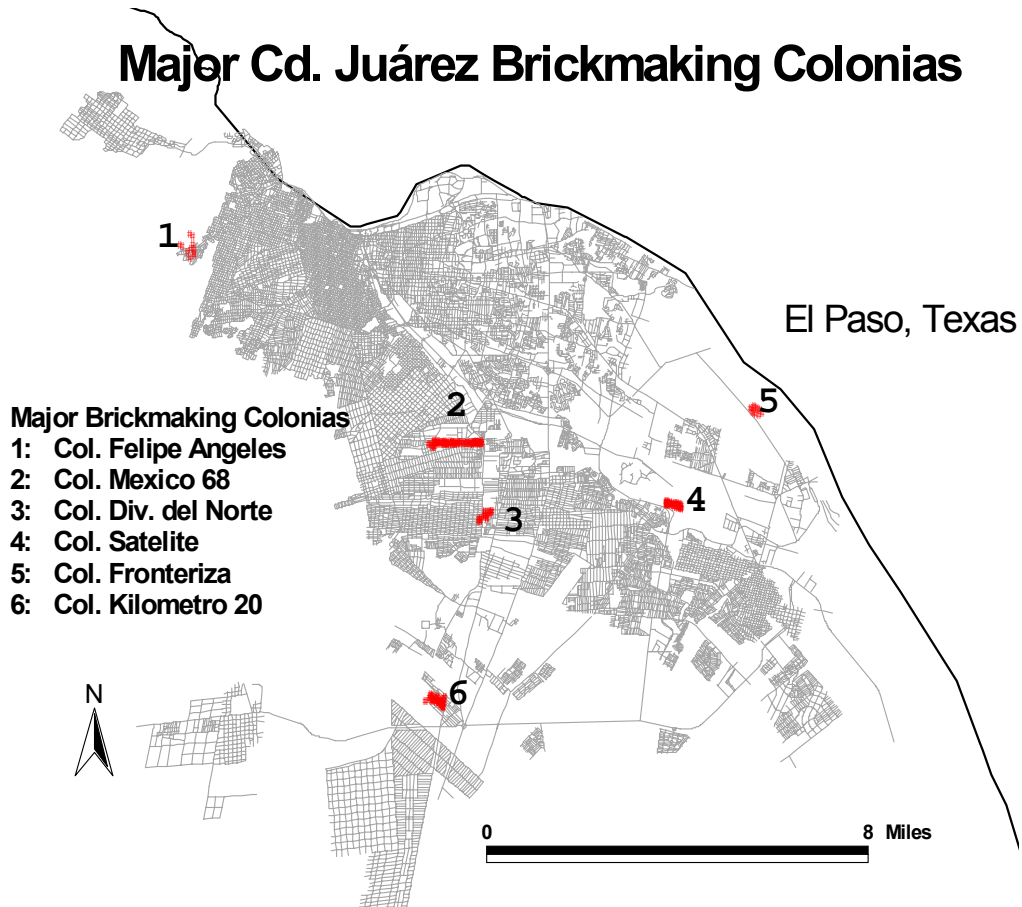 Major Cd. Juárez Brickmaking Colonias
1
El Paso, Texas
5
2
Major Brickmaking Colonias
1: Col. Felipe Angeles
2: Col. Mexico 68
3: Col. Div. del Norte
4: Col. Satelite
5: Col. Fronteriza
6: Col. Kilometro 20
4
3
6
N
0 8 Miles